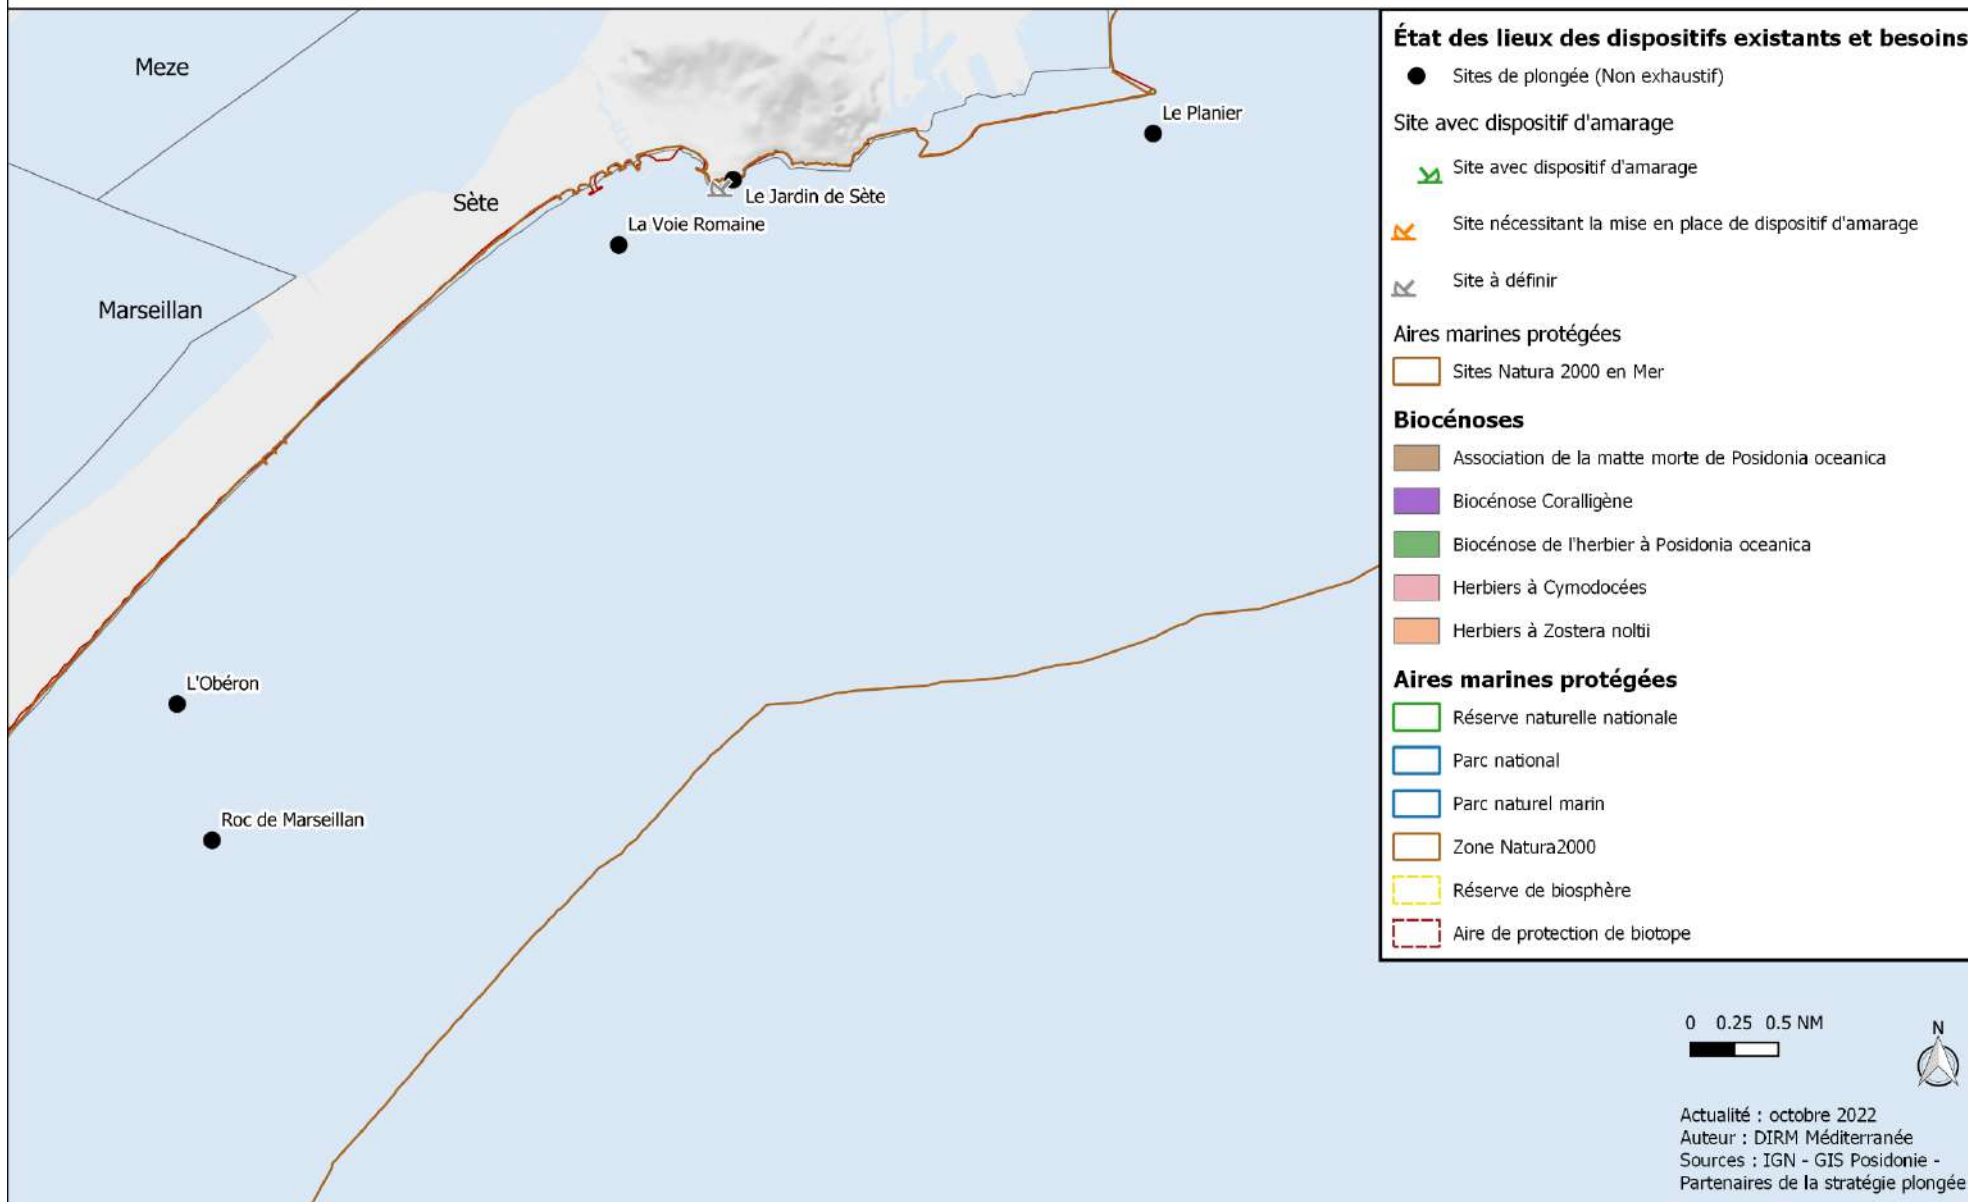 Meze
Marseillan
Sète
Le Planier
Le Jardin de Sète
La Voie Romaine
L'Obéron
Roc de Marseillan
État des lieux des dispositifs existants et besoins
Sites de plongée (Non exhaustif)
Site avec dispositif d'amarage
Site avec dispositif d'amarage
Site nécessitant la mise en place de dispositif d'amarage
Site à définir
Aires marines protégées
Sites Natura 2000 en Mer
Biocénoses
Association de la matte morte de Posidonia oceanica
Biocénose Coralligène
Biocénose de l'herbier à Posidonia oceanica
Herbiers à Cymodocées
Herbiers à Zostera noltii
Aires marines protégées
Réserve naturelle nationale
Parc national
Parc naturel marin
Zone Natura2000
Réserve de biosphère
Aire de protection de biotope
0 0.25 0.5 NM
N
Actualité : octobre 2022
Auteur : DIRM Méditerranée
Sources : IGN - GIS Posidonie -
Partenaires de la stratégie plongée